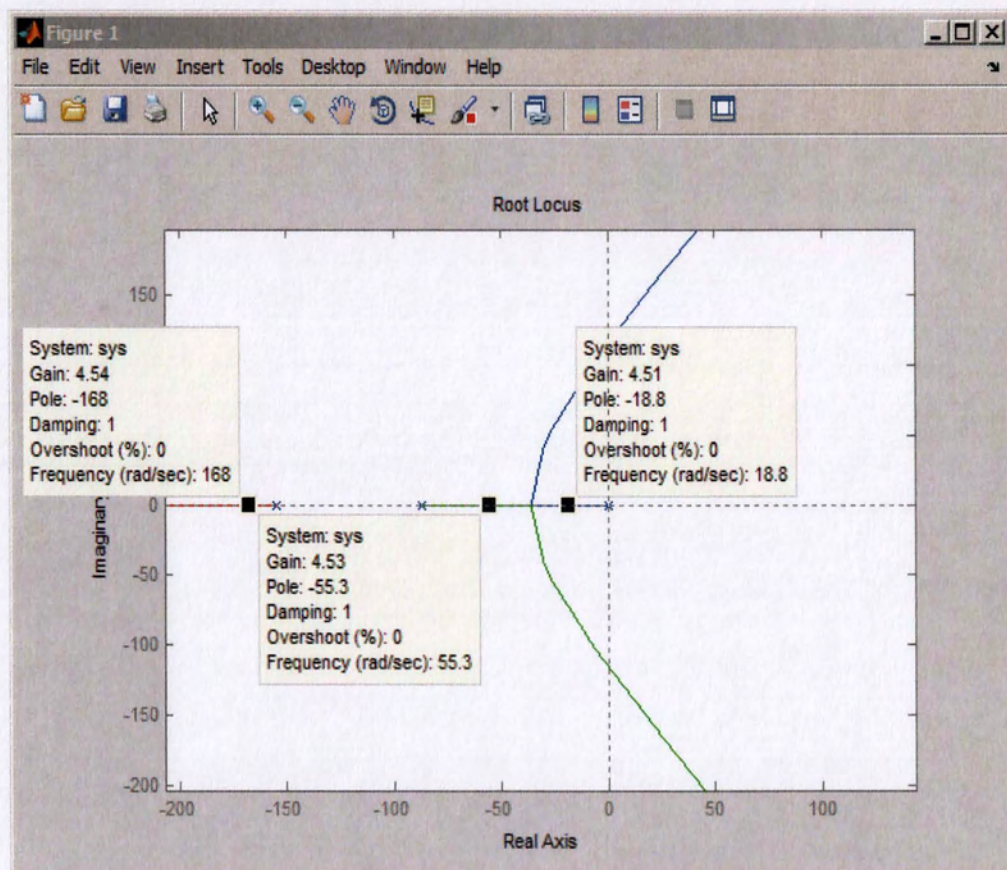 Figure 1
File Edit View Insert Tools Desktop Window Help
Root Locus
150
System: sys
Gain: 4.54
Pole: -168
Damping: 1
Overshoot (%): 0
Frequency (rad/sec): 168
System: sys
Gain: 4.51
Pole: -18.8
Damping: 1
Overshoot (%): 0
Frequency (rad/sec): 18.8
0
System: sys
Gain: 4.53
Pole: -55.3
Damping: 1
Overshoot (%): 0
Frequency (rad/sec): 55.3
-50
-100
-150
-200
-200 -150 -100 -50 0 50 100
Real Axis